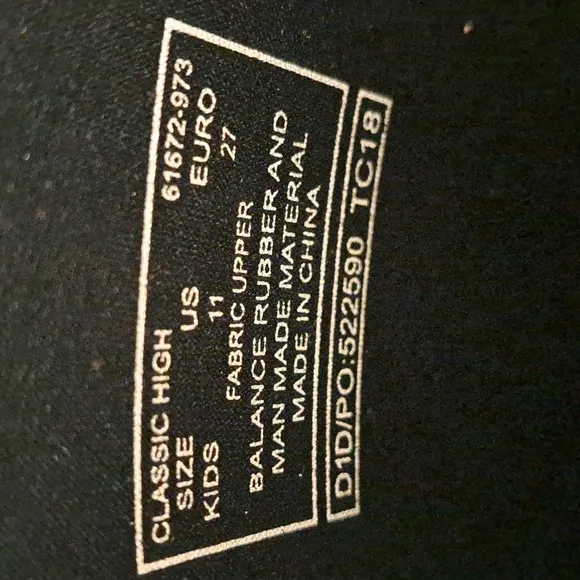 CLASSIC HIGH 61672-973
SIZE US EURO
KIDS 11 27
FABRIC UPPER
BALANCE RUBBER AND
MAN MADE MATERIAL
MADE IN CHINA
D1D/PO:522590 TC18